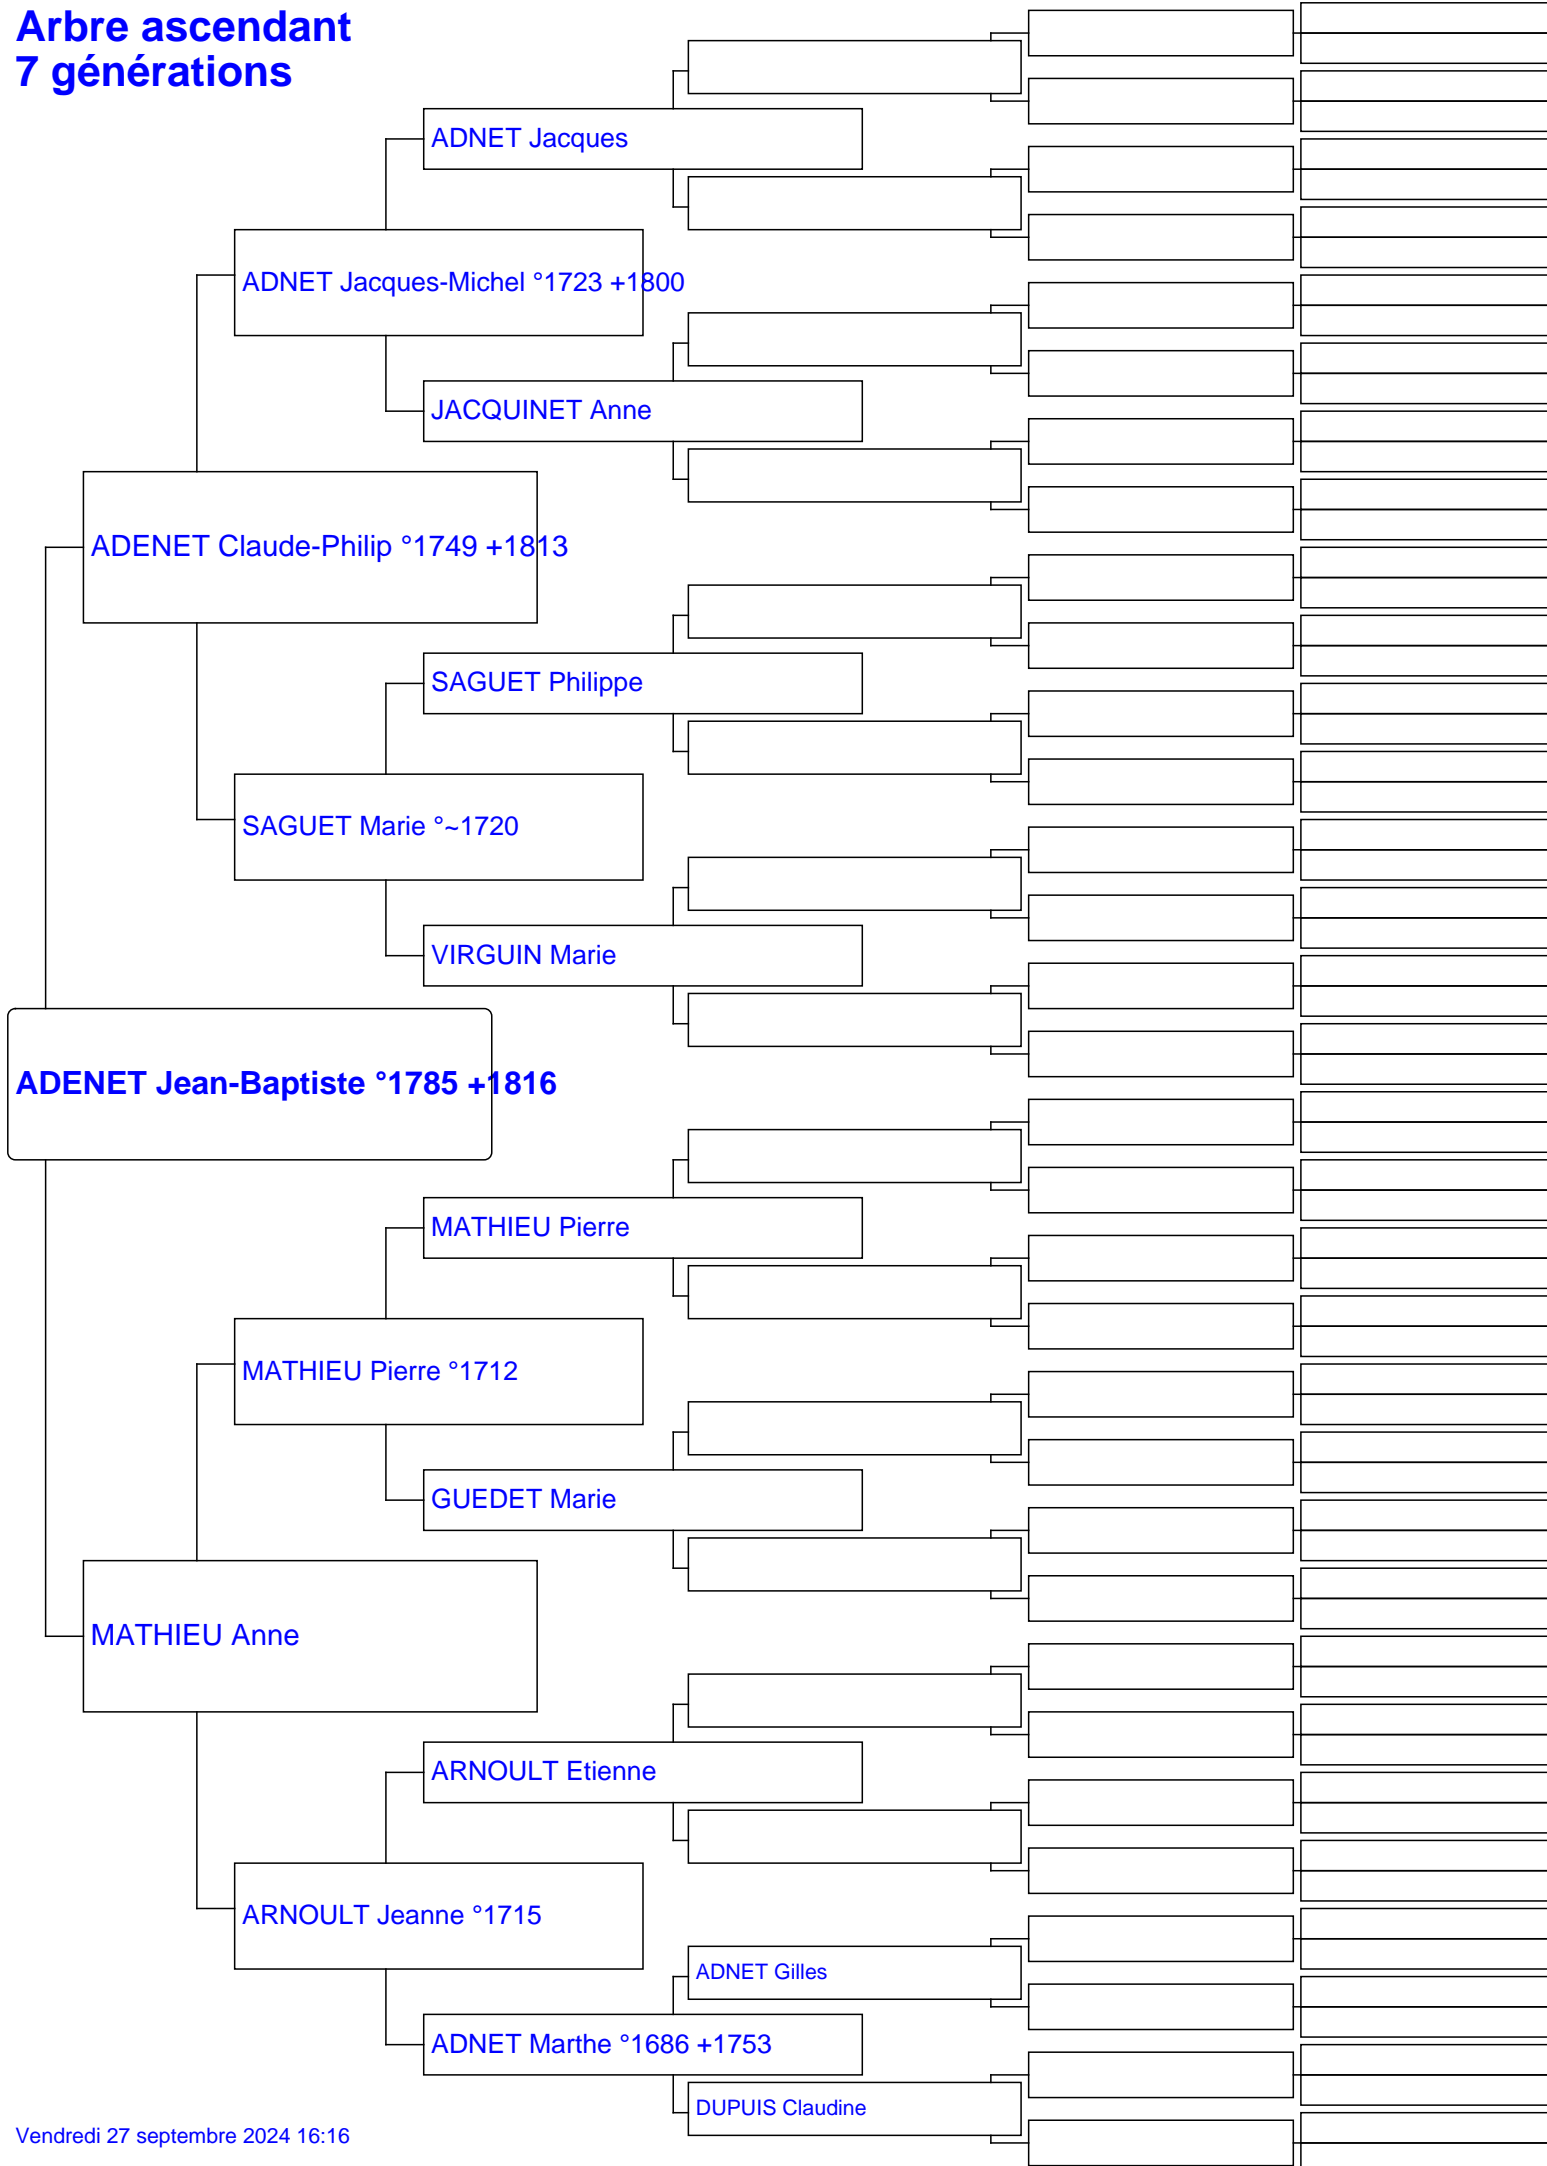 Arbre ascendant
7 générations
ADNET Jacques
ADNET Jacques-Michel °1723 +1800
JACQUINET Anne
ADENET Claude-Philip °1749 +1813
SAGUET Philippe
SAGUET Marie °~1720
VIRGUIN Marie
ADENET Jean-Baptiste °1785 +1816
MATHIEU Pierre
MATHIEU Pierre °1712
GUEDET Marie
MATHIEU Anne
ARNOULT Etienne
ARNOULT Jeanne °1715
ADNET Gilles
ADNET Marthe °1686 +1753
DUPUIS Claudine
Vendredi 27 septembre 2024 16:16